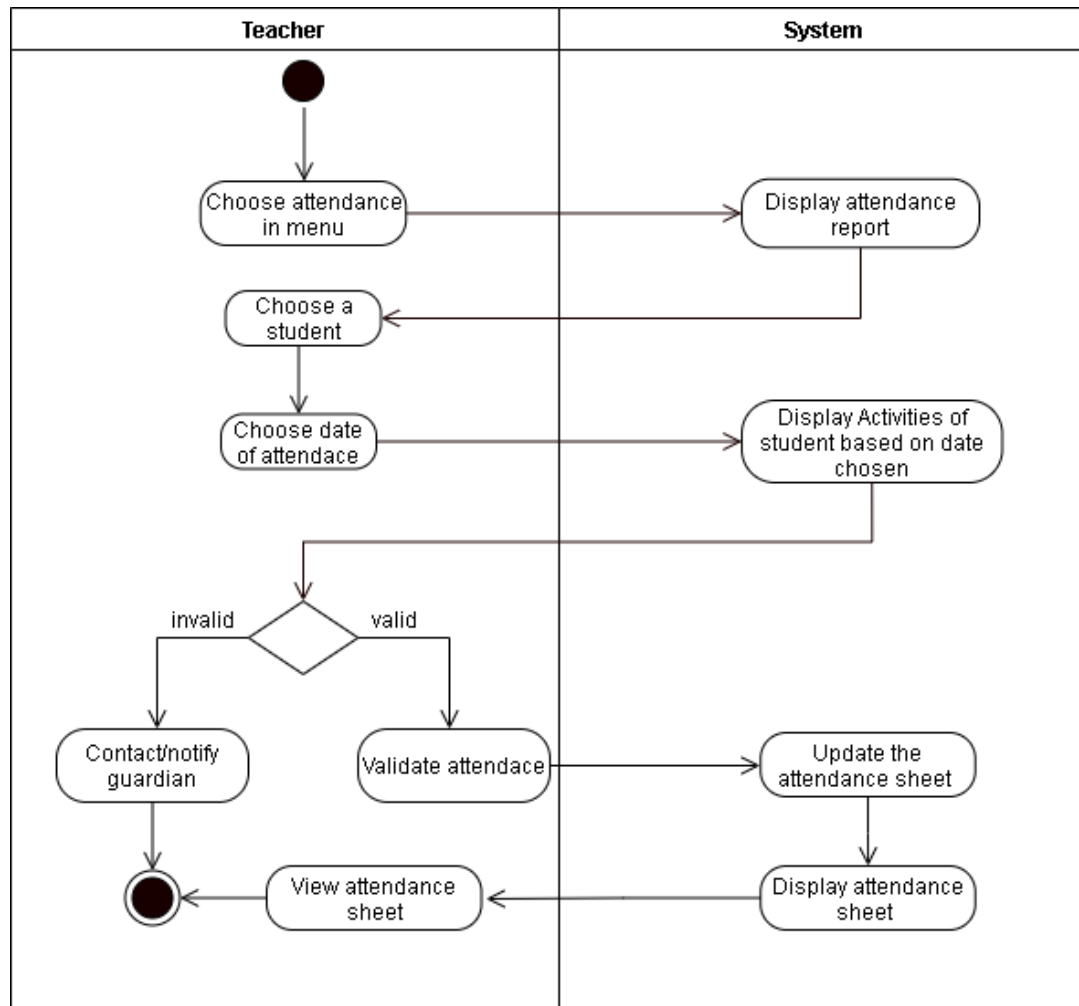 Teacher
System
Choose attendance
in menu
Display attendance
report
Choose a
student
Choose date
of attendace
Display Activities of
student based on date
chosen
invalid
valid
Contact/notify
guardian
Validate attendace
Update the
attendance sheet
View attendance
sheet
Display attendance
sheet